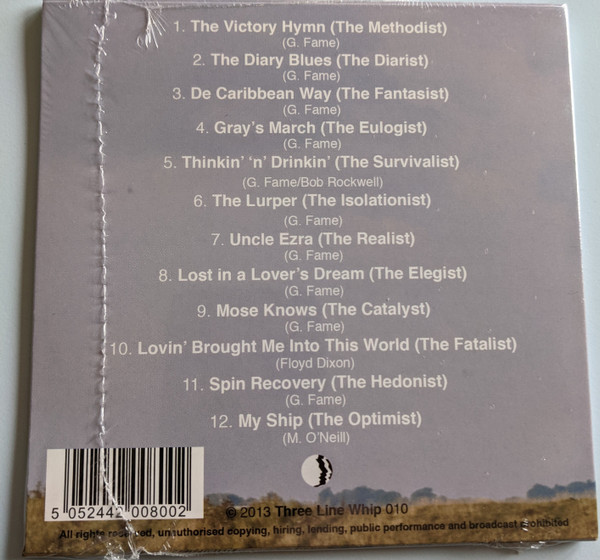 1. The Victory Hymn (The Methodist)
(G. Fame)
2. The Diary Blues (The Diarist)
(G. Fame)
3. De Caribbean Way (The Fantasist)
(G. Fame)
4. Gray's March (The Eulogist)
(G. Fame)
5. Thinkin' 'n' Drinkin' (The Survivalist)
(G. Fame/Bob Rockwell)
6. The Lurper (The Isolationist)
(G. Fame)
7. Uncle Ezra (The Realist)
(G. Fame)
8. Lost in a Lover's Dream (The Elegist)
(G. Fame)
9. Mose Knows (The Catalyst)
(G. Fame)
10. Lovin' Brought Me Into This World (The Fatalist)
(Floyd Dixon)
11. Spin Recovery (The Hedonist)
(G. Fame)
12. My Ship (The Optimist)
(M. O'Neill)
5 052442 008002
© 2013 Three Line Whip 010
All rights reserved, unauthorised copying, hiring, lending, public performance and broadcast prohibited